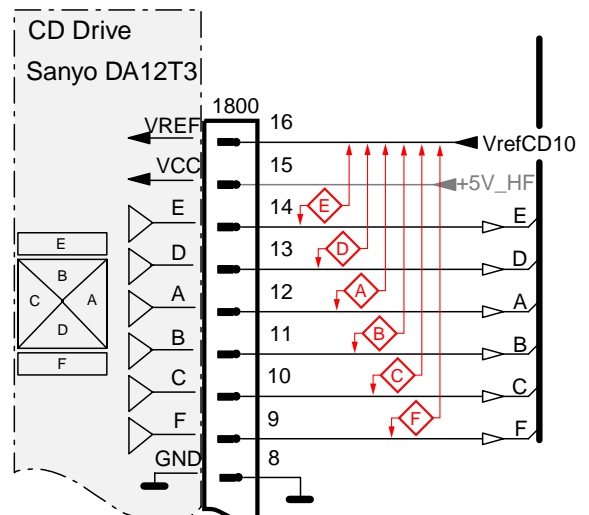 CD Drive
Sanyo DA12T3
1800
VREF 16 VrefCD10
VCC 15 +5V_HF
E 14 E E
D 13 D D
A 12 A A
B 11 B B
C 10 C C
F 9 F F
GND 8
E
B
C A
D
F